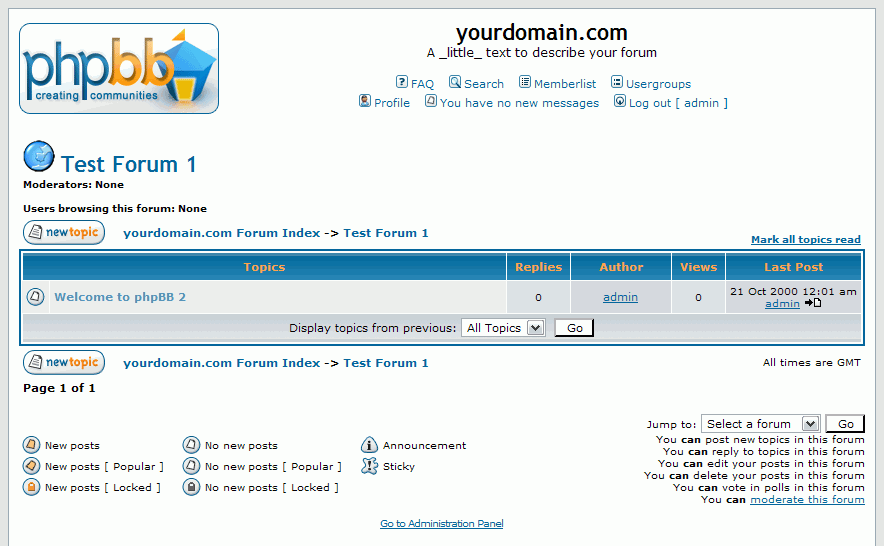 phpBB
creating communities
yourdomain.com
A _little_ text to describe your forum
FAQ Search Memberlist Usergroups
Profile You have no new messages Log out [ admin ]
Test Forum 1
Moderators: None
Users browsing this forum: None
newtopic yourdomain.com Forum Index -> Test Forum 1
Mark all topics read
Topics Replies Author Views Last Post
Welcome to phpBB 2 0 admin 0 21 Oct 2000 12:01 am
admin
Display topics from previous: All Topics Go
newtopic yourdomain.com Forum Index -> Test Forum 1 All times are GMT
Page 1 of 1
Jump to: Select a forum Go
New posts No new posts Announcement
New posts [ Popular ] No new posts [ Popular ] Sticky
New posts [ Locked ] No new posts [ Locked ]
You can post new topics in this forum
You can reply to topics in this forum
You can edit your posts in this forum
You can delete your posts in this forum
You can vote in polls in this forum
You can moderate this forum
Go to Administration Panel